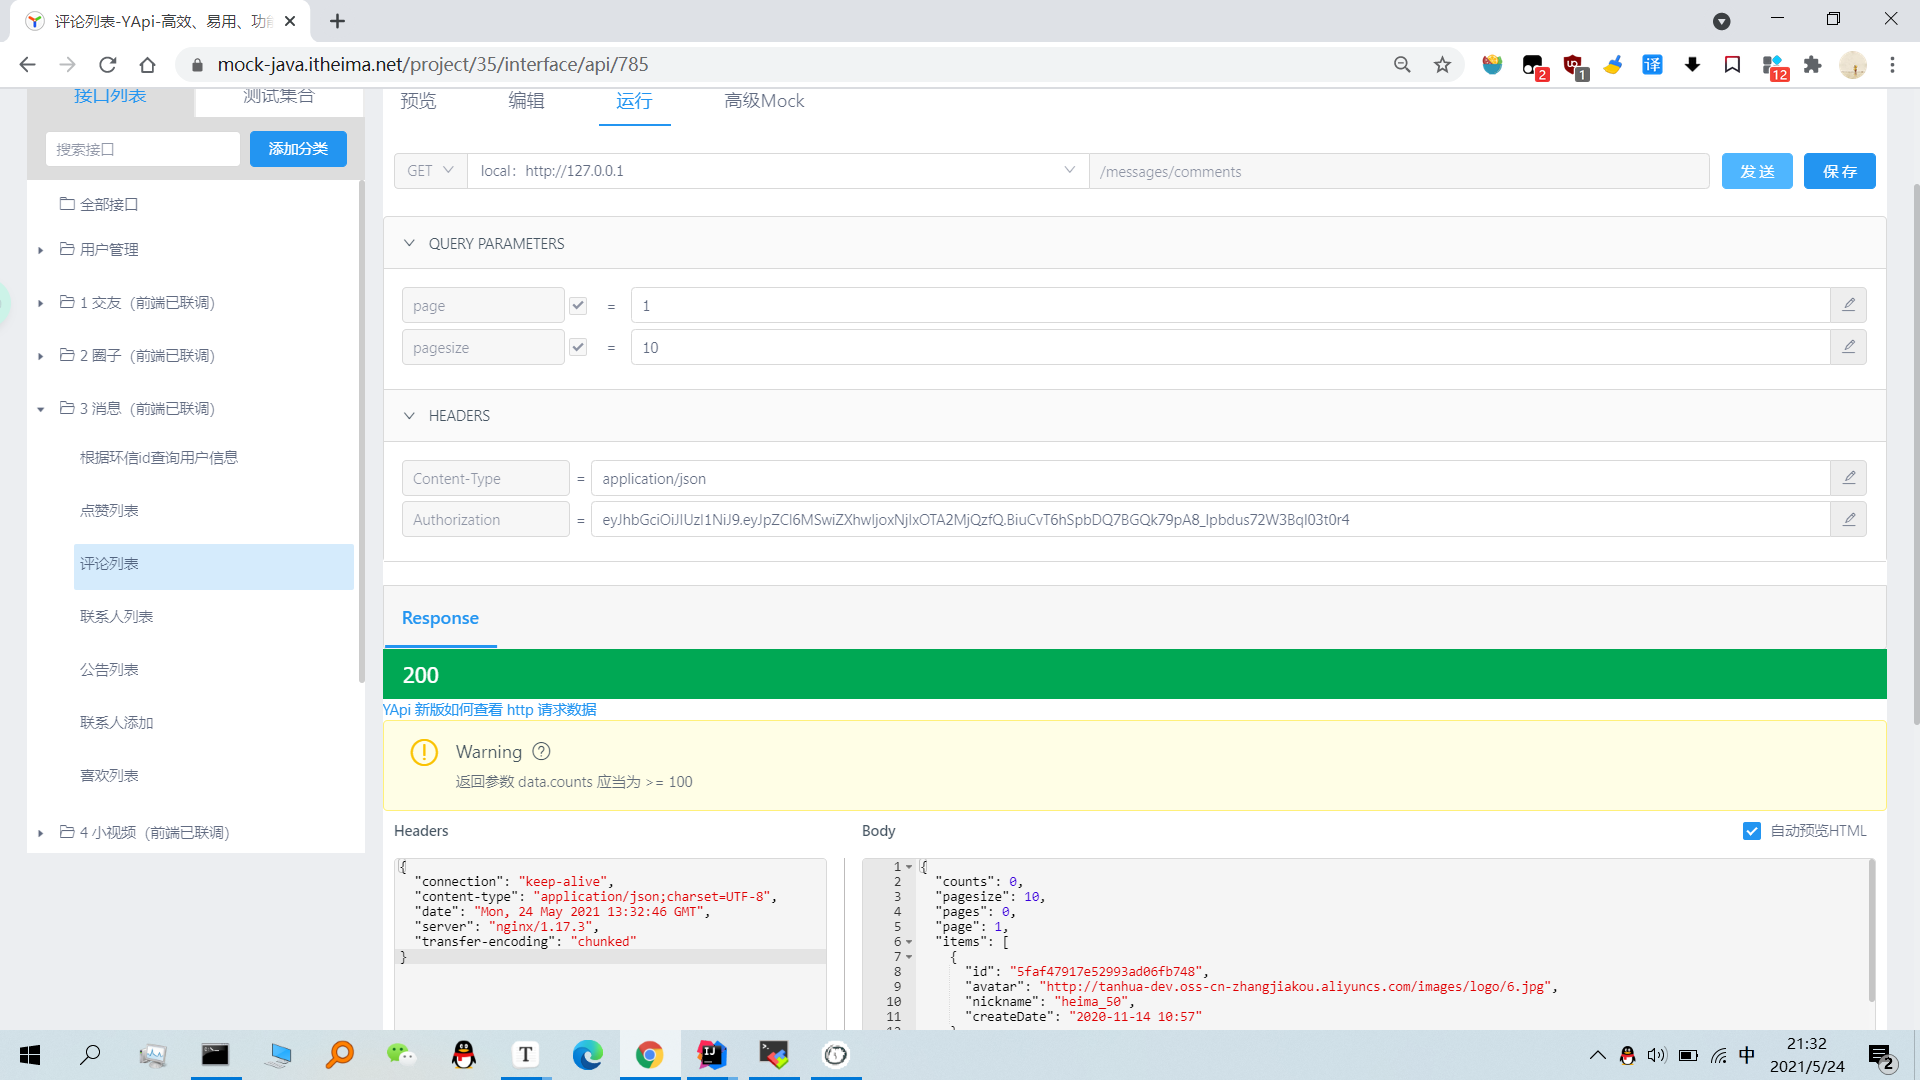 评论列表-YApi-高效、易用、功能
mock-java.itheima.net/project/35/interface/api/785
译
2
1
12
接口列表
测试集合
预览
编辑
运行
高级Mock
搜索接口
添加分类
GET
local：http://127.0.0.1
/messages/comments
发送
保存
全部接口
用户管理
1 交友（前端已联调)
2 圈子（前端已联调)
3 消息（前端已联调)
根据环信id查询用户信息
点赞列表
评论列表
联系人列表
公告列表
联系人添加
喜欢列表
4 小视频（前端已联调)
QUERY PARAMETERS
page = 1
pagesize = 10
HEADERS
Content-Type = application/json
Authorization = eyJhbGciOiJIUzI1NiJ9.eyJpZCI6MSwiZXhwIjoxNjIxOTA2MjQzfQ.BiuCvT6hSpbDQ7BGQk79pA8_Ipbdus72W3BqI03t0r4
Response
200
YApi 新版如何查看 http 请求数据
Warning
返回参数 data.counts 应当为 >= 100
Headers
Body
自动预览HTML
{
"connection": "keep-alive",
"content-type": "application/json;charset=UTF-8",
"date": "Mon, 24 May 2021 13:32:46 GMT",
"server": "nginx/1.17.3",
"transfer-encoding": "chunked"
}
1 {
2 "counts": 0,
3 "pagesize": 10,
4 "pages": 0,
5 "page": 1,
6 "items": [
7 {
8 "id": "5faf47917e52993ad06fb748",
9 "avatar": "http://tanhua-dev.oss-cn-zhangjiakou.aliyuncs.com/images/logo/6.jpg",
10 "nickname": "heima_50",
11 "createDate": "2020-11-14 10:57"
T
IJ
中
21:32
2021/5/24
2